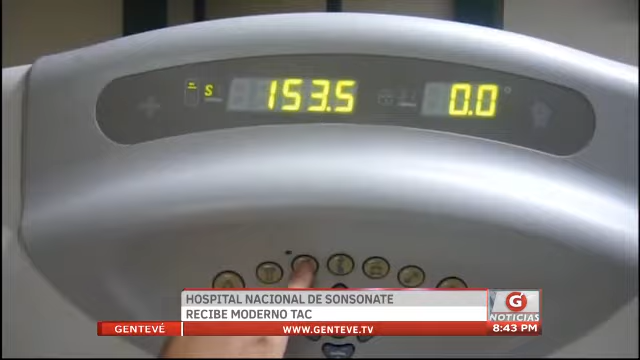 S 153.5 0.0°
HOSPITAL NACIONAL DE SONSONATE
RECIBE MODERNO TAC
G
NOTICIAS
GENTEVÉ
WWW.GENTEVE.TV
8:43 PM